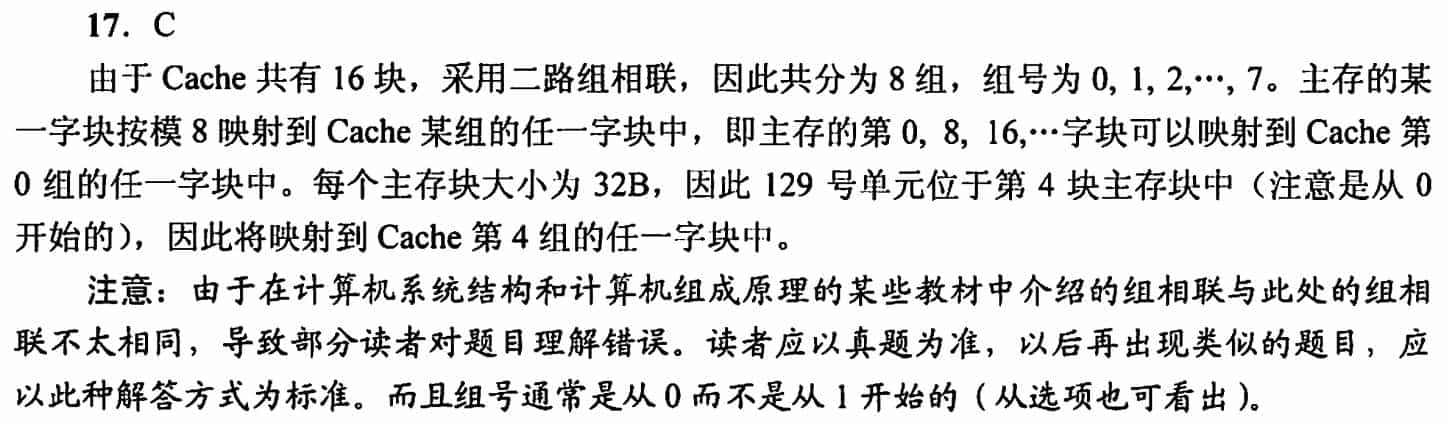 17. C
由于 Cache 共有 16 块，采用二路组相联，因此共分为 8 组，组号为 0, 1, 2,…, 7。主存的某
一字块按模 8 映射到 Cache 某组的任一字块中，即主存的第 0, 8, 16,…字块可以映射到 Cache 第
0 组的任一字块中。每个主存块大小为 32B，因此 129 号单元位于第 4 块主存块中（注意是从 0
开始的），因此将映射到 Cache 第 4 组的任一字块中。
注意：由于在计算机系统结构和计算机组成原理的某些教材中介绍的组相联与此处的组相
联不太相同，导致部分读者对题目理解错误。读者应以真题为准，以后再出现类似的题目，应
以此种解答方式为标准。而且组号通常是从 0 而不是从 1 开始的（从选项也可看出）。